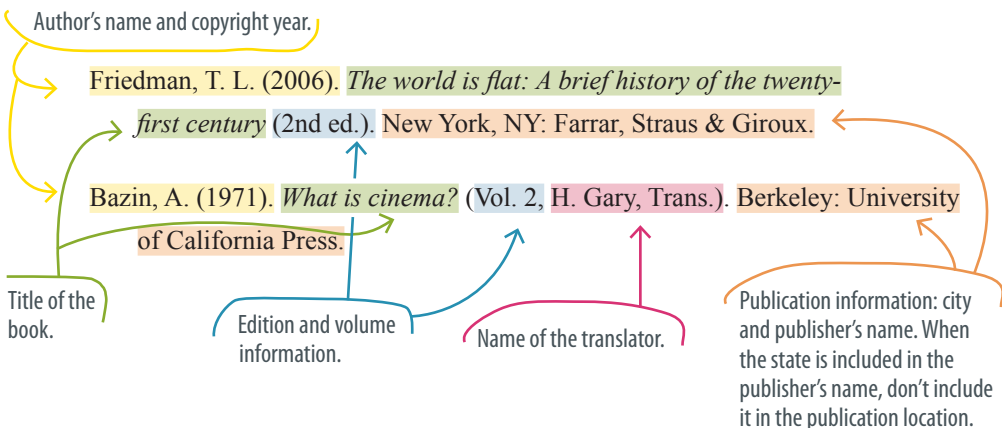 Author’s name and copyright year.
Friedman, T. L. (2006). The world is flat: A brief history of the twenty-
first century (2nd ed.). New York, NY: Farrar, Straus & Giroux.
Bazin, A. (1971). What is cinema? (Vol. 2, H. Gary, Trans.). Berkeley: University
of California Press.
Title of the
book.
Edition and volume
information.
Name of the translator.
Publication information: city
and publisher’s name. When
the state is included in the
publisher’s name, don’t include
it in the publication location.